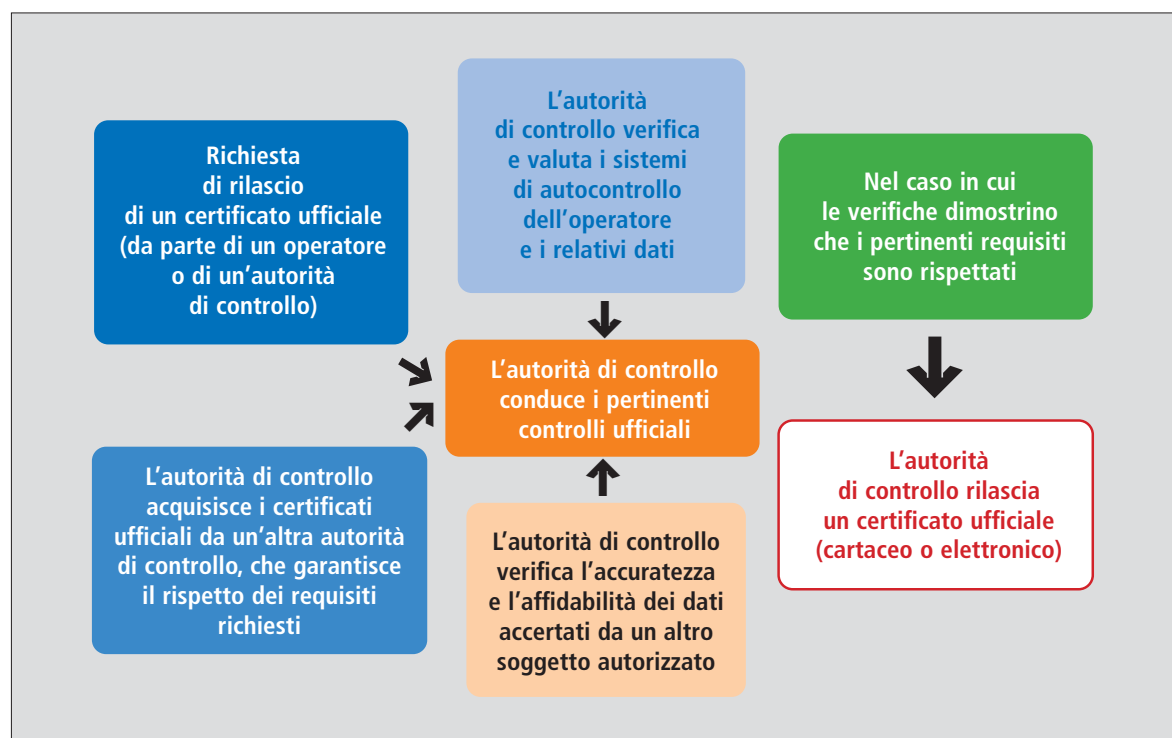 Richiesta
di rilascio
di un certificato ufficiale
(da parte di un operatore
o di un'autorità
di controllo)
L'autorità
di controllo verifica
e valuta i sistemi
di autocontrollo
dell'operatore
e i relativi dati
Nel caso in cui
le verifiche dimostrino
che i pertinenti requisiti
sono rispettati
L'autorità di controllo
conduce i pertinenti
controlli ufficiali
L'autorità di controllo
acquisisce i certificati
ufficiali da un'altra autorità
di controllo, che garantisce
il rispetto dei requisiti
richiesti
L'autorità di controllo
verifica l'accuratezza
e l'affidabilità dei dati
accertati da un altro
soggetto autorizzato
L'autorità
di controllo rilascia
un certificato ufficiale
(cartaceo o elettronico)